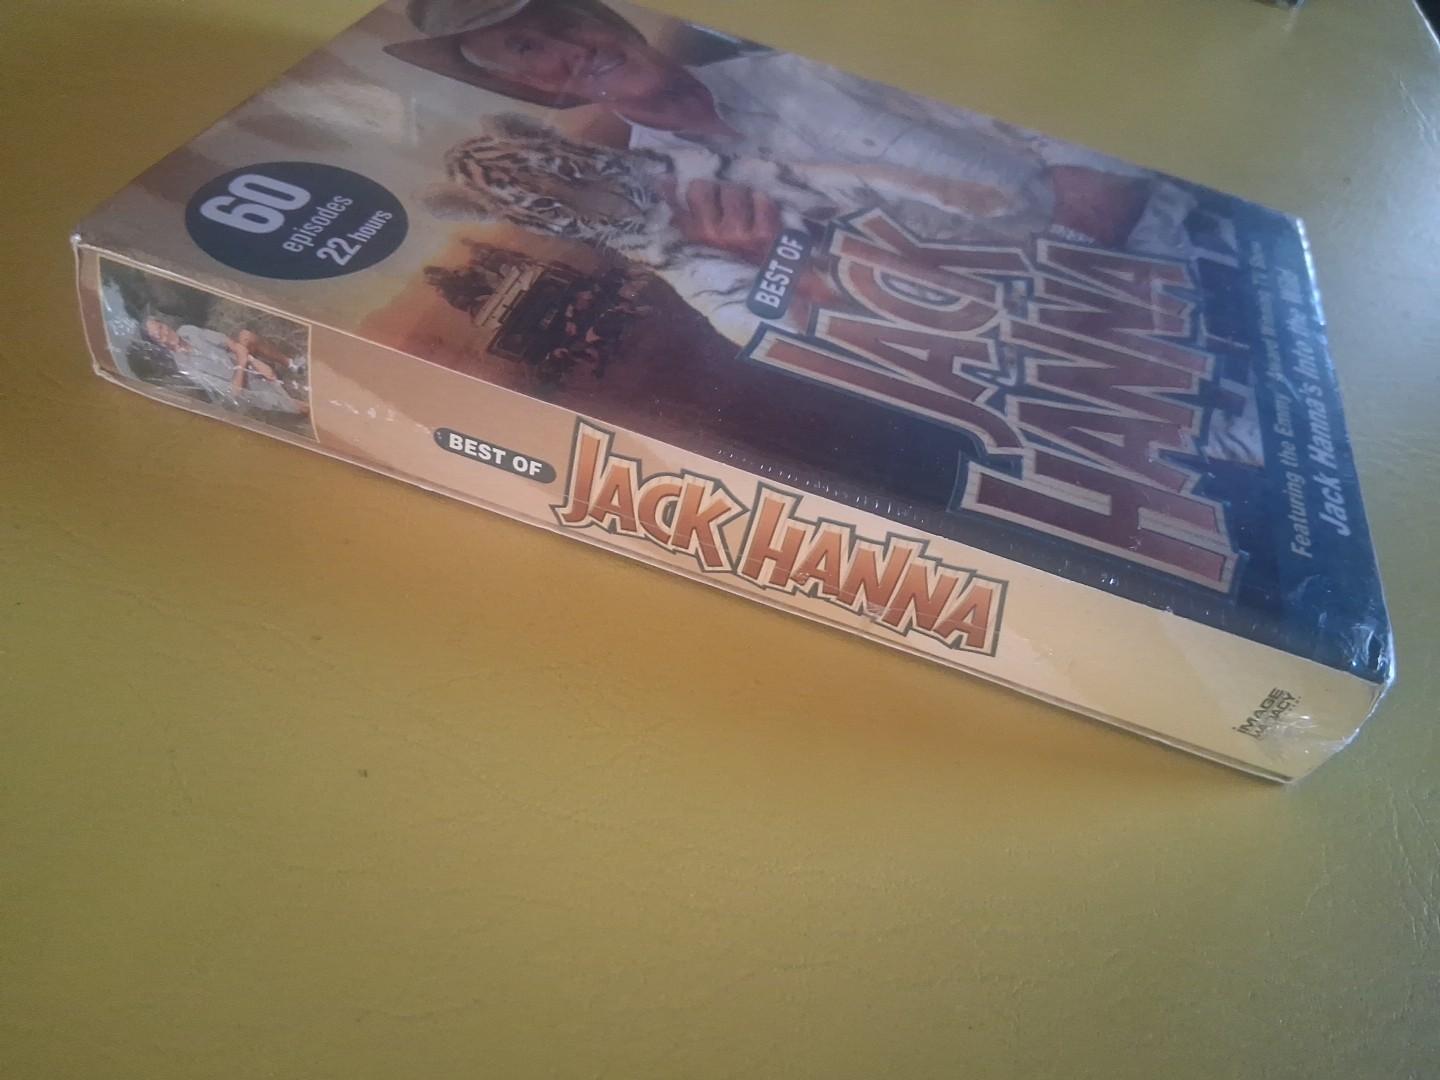 60
episodes
22 hours
BEST OF
JACK
HANNA
Featuring the Emmy Award Winning TV Show
Jack Hanna's Into the Wild
BEST OF
JACK HANNA
IMAGE